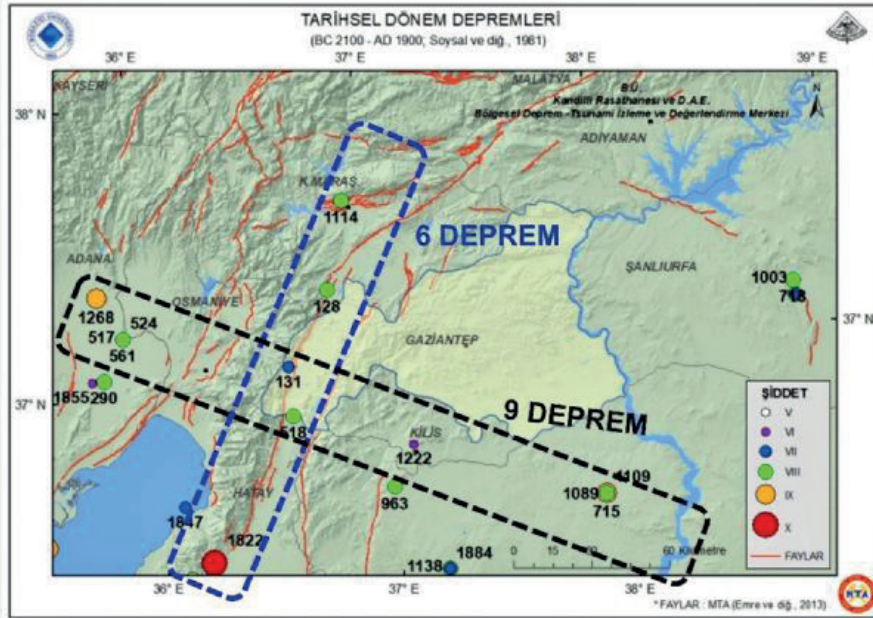 TARİHSEL DÖNEM DEPREMLERİ
(BC 2100 - AD 1900; Soysal ve diğ., 1981)
36° E
37° E
38° E
39° E
KAYSERİ
MALATYA
N
38° N
38° N
B.Ü.
Kandilli Rasathanesi ve D.A.E.
Bölgesel Deprem -Tsunami İzleme ve Değerlendirme Merkezi
ADIYAMAN
K.MARAŞ
1114
6 DEPREM
ADANA
ŞANLIURFA
1003
718
128
OSMANİYE
1268
524
517
561
37° N
GAZİANTEP
131
1855
290
37° N
518
9 DEPREM
KİLİS
1222
HATAY
963
1109
1089
715
1847
1822
1138
1884
0
15
30
60 Kilometre
ŞİDDET
V
VI
VII
VIII
IX
X
FAYLAR
36° E
37° E
38° E
* FAYLAR : MTA (Emre ve diğ., 2013)
MTA